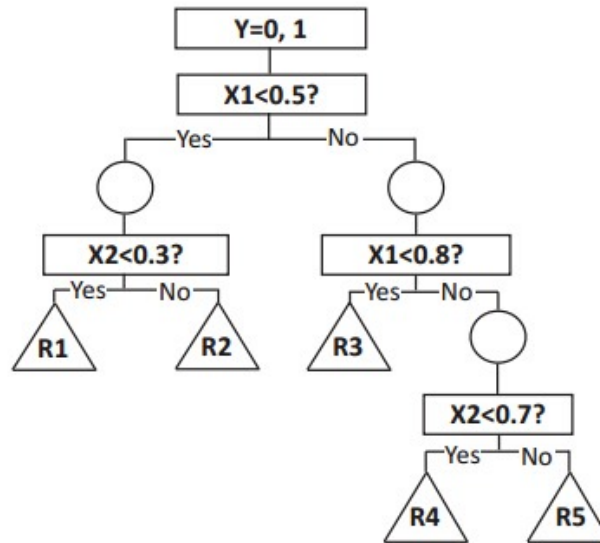 Y=0, 1
X1<0.5?
Yes No
X2<0.3? X1<0.8?
Yes No Yes No
R1 R2 R3
X2<0.7?
Yes No
R4 R5